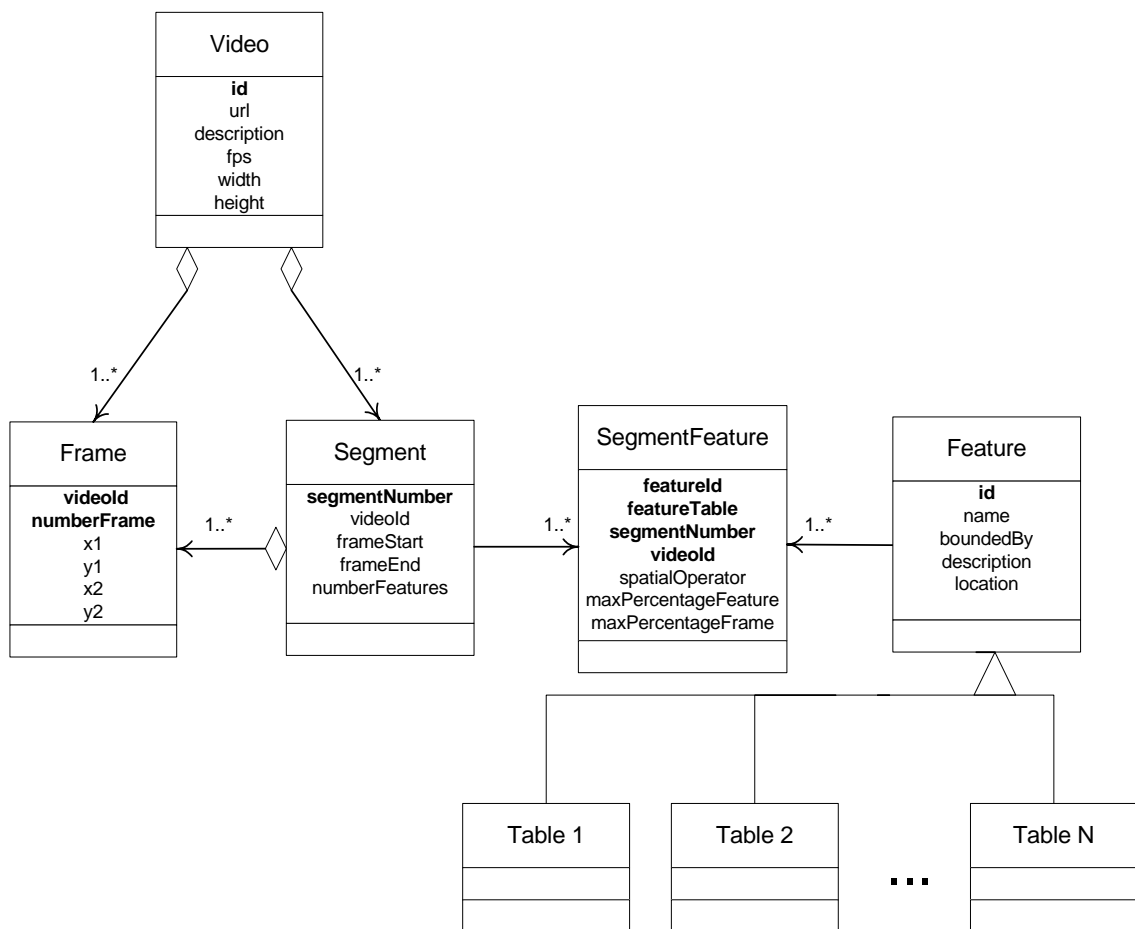 Video
id
url
description
fps
width
height
1..*
1..*
Frame
videoId
numberFrame
x1
y1
x2
y2
1..*
Segment
segmentNumber
videoId
frameStart
frameEnd
numberFeatures
1..*
SegmentFeature
featureId
featureTable
segmentNumber
videoId
spatialOperator
maxPercentageFeature
maxPercentageFrame
1..*
Feature
id
name
boundedBy
description
location
Table 1
Table 2
...
Table N